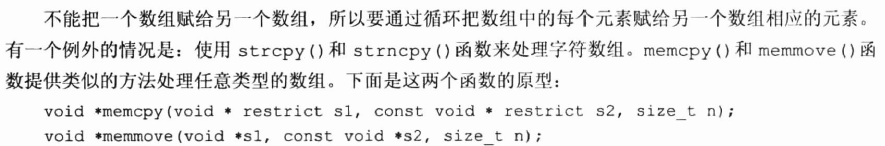 不能把一个数组赋给另一个数组，所以要通过循环把数组中的每个元素赋给另一个数组相应的元素。
有一个例外的情况是：使用 strcpy()和 strncpy()函数来处理字符数组。memcpy()和 memmove()函
数提供类似的方法处理任意类型的数组。下面是这两个函数的原型：
void *memcpy(void * restrict s1, const void * restrict s2, size_t n);
void *memmove(void *s1, const void *s2, size_t n);